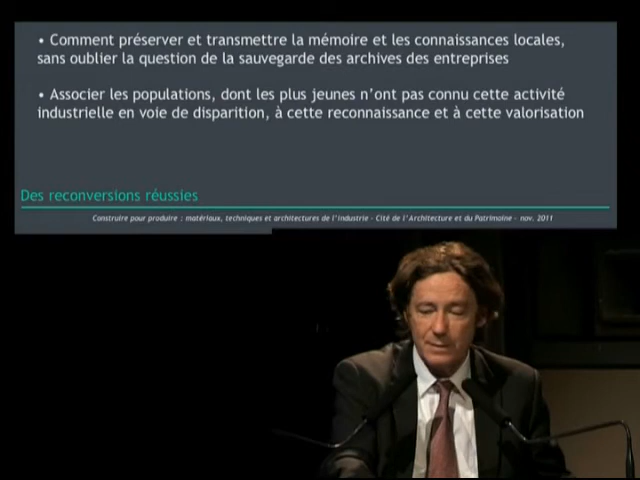 • Comment préserver et transmettre la mémoire et les connaissances locales,
sans oublier la question de la sauvegarde des archives des entreprises
• Associer les populations, dont les plus jeunes n'ont pas connu cette activité
industrielle en voie de disparition, à cette reconnaissance et à cette valorisation
Des reconversions réussies
Construire pour produire : matériaux, techniques et architectures de l'industrie - Cité de l'Architecture et du Patrimoine - nov. 2011